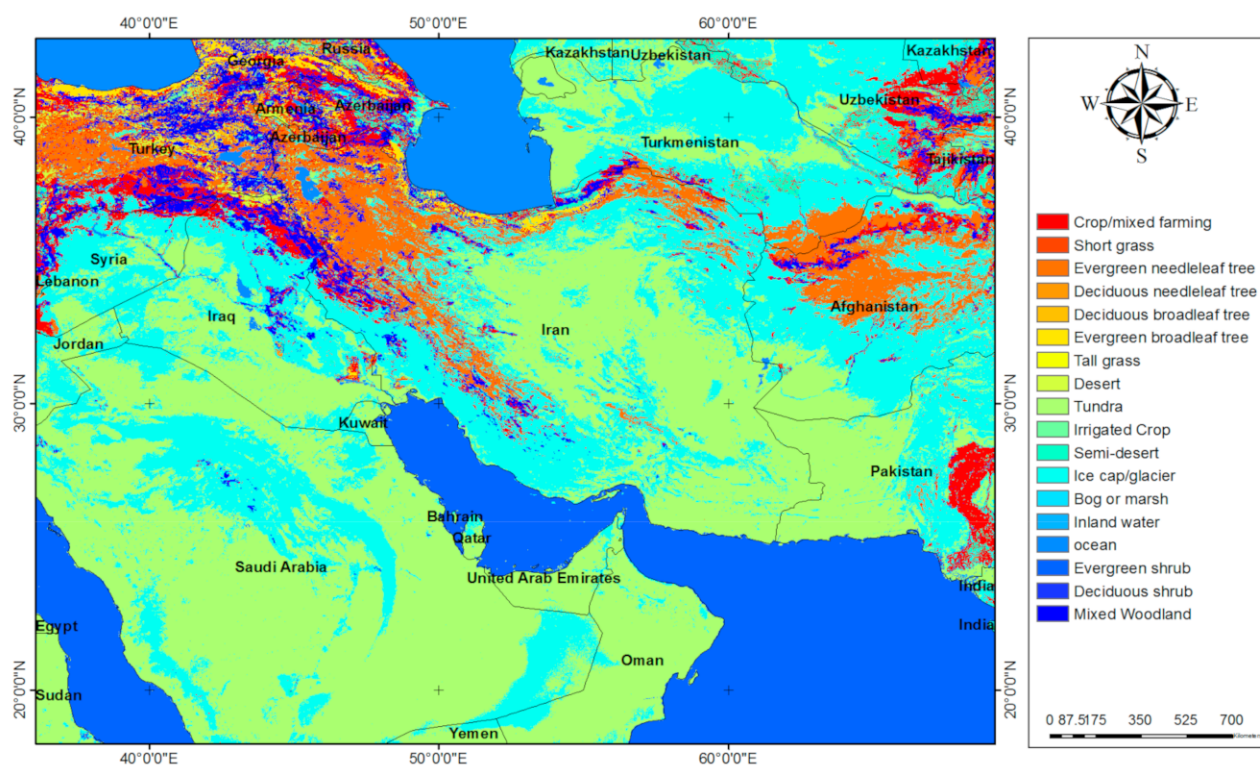 40°0'0"E 50°0'0"E 60°0'0"E
40°0'0"N
30°0'0"N
20°0'0"N
Russia
Georgia
Kazakhstan
Uzbekistan
Kazakhstan
Armenia
Azerbaijan
Uzbekistan
Azerbaijan
Turkey
Turkmenistan
Tajikistan
Syria
Lebanon
Iraq
Iran
Afghanistan
Jordan
Kuwait
Pakistan
Bahrain
Qatar
Saudi Arabia
United Arab Emirates
India
Egypt
India
Oman
Sudan
Yemen
40°0'0"N
30°0'0"N
20°0'0"N
40°0'0"E 50°0'0"E 60°0'0"E
N
W E
S
Crop/mixed farming
Short grass
Evergreen needleleaf tree
Deciduous needleleaf tree
Deciduous broadleaf tree
Evergreen broadleaf tree
Tall grass
Desert
Tundra
Irrigated Crop
Semi-desert
Ice cap/glacier
Bog or marsh
Inland water
ocean
Evergreen shrub
Deciduous shrub
Mixed Woodland
0 87.5175 350 525 700